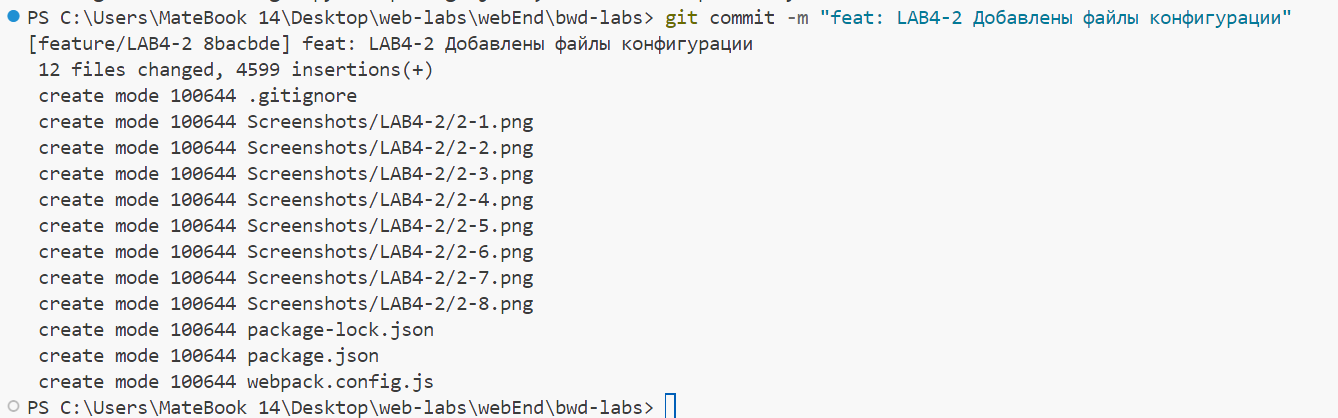 PS C:\Users\MateBook 14\Desktop\web-labs\webEnd\bwd-labs> git commit -m "feat: LAB4-2 Добавлены файлы конфигурации"
[feature/LAB4-2 8bacbde] feat: LAB4-2 Добавлены файлы конфигурации
12 files changed, 4599 insertions(+)
create mode 100644 .gitignore
create mode 100644 Screenshots/LAB4-2/2-1.png
create mode 100644 Screenshots/LAB4-2/2-2.png
create mode 100644 Screenshots/LAB4-2/2-3.png
create mode 100644 Screenshots/LAB4-2/2-4.png
create mode 100644 Screenshots/LAB4-2/2-5.png
create mode 100644 Screenshots/LAB4-2/2-6.png
create mode 100644 Screenshots/LAB4-2/2-7.png
create mode 100644 Screenshots/LAB4-2/2-8.png
create mode 100644 package-lock.json
create mode 100644 package.json
create mode 100644 webpack.config.js
PS C:\Users\MateBook 14\Desktop\web-labs\webEnd\bwd-labs>